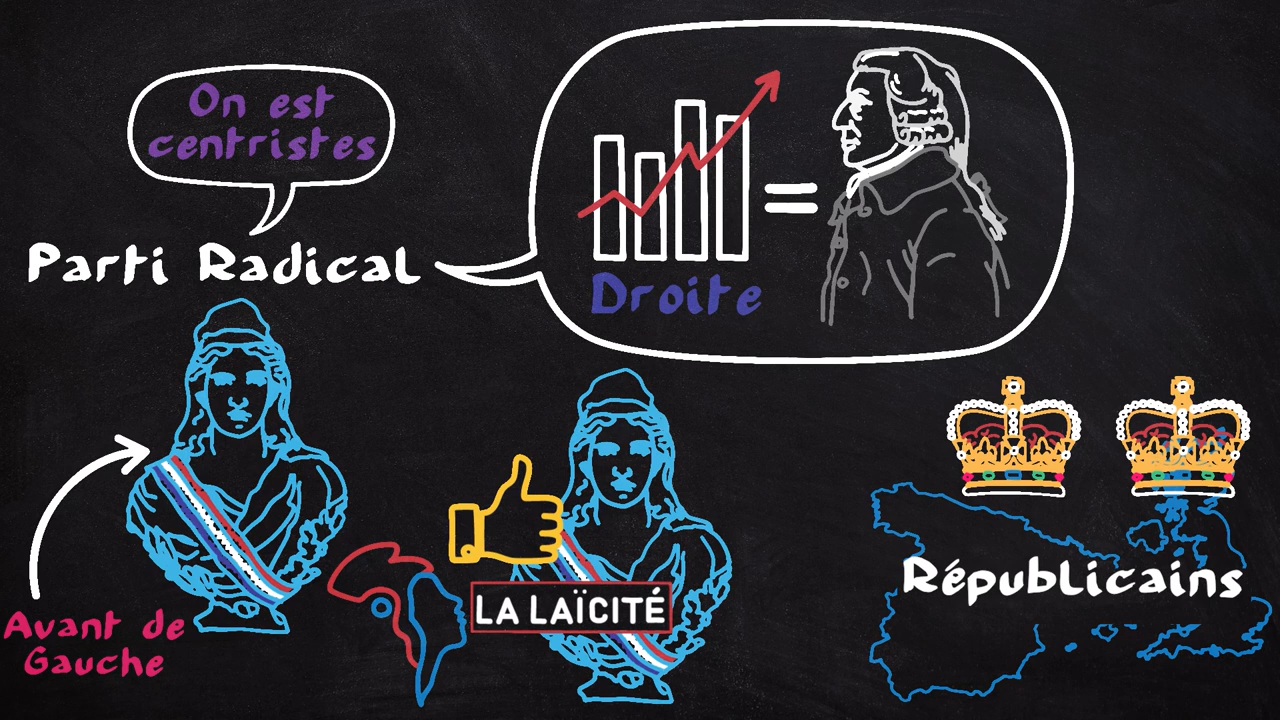 On est
centristes
Parti Radical
Droite
Avant de
Gauche
LA LAÏCITÉ
Républicains